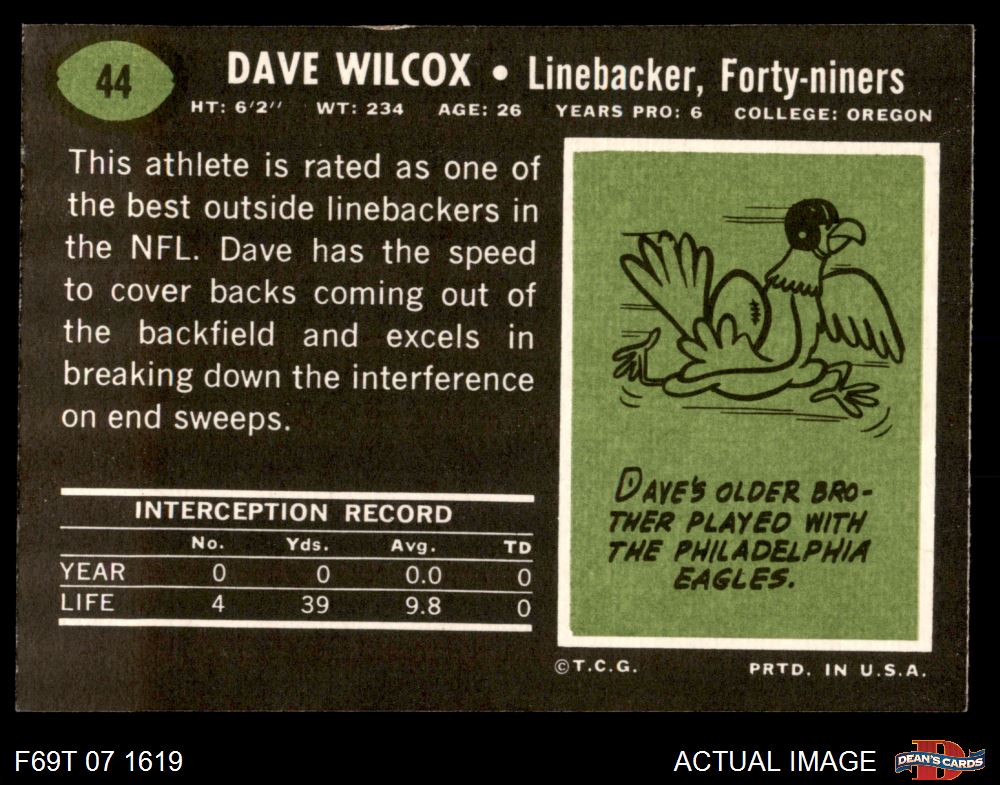 44
DAVE WILCOX • Linebacker, Forty-niners
HT: 6'2" WT: 234 AGE: 26 YEARS PRO: 6 COLLEGE: OREGON
This athlete is rated as one of
the best outside linebackers in
the NFL. Dave has the speed
to cover backs coming out of
the backfield and excels in
breaking down the interference
on end sweeps.
INTERCEPTION RECORD
No. Yds. Avg. TD
YEAR 0 0 0.0 0
LIFE 4 39 9.8 0
DAVE'S OLDER BRO-
THER PLAYED WITH
THE PHILADELPHIA
EAGLES.
©T.C.G. PRTD. IN U.S.A.
F69T 07 1619 ACTUAL IMAGE DEAN'S CARDS